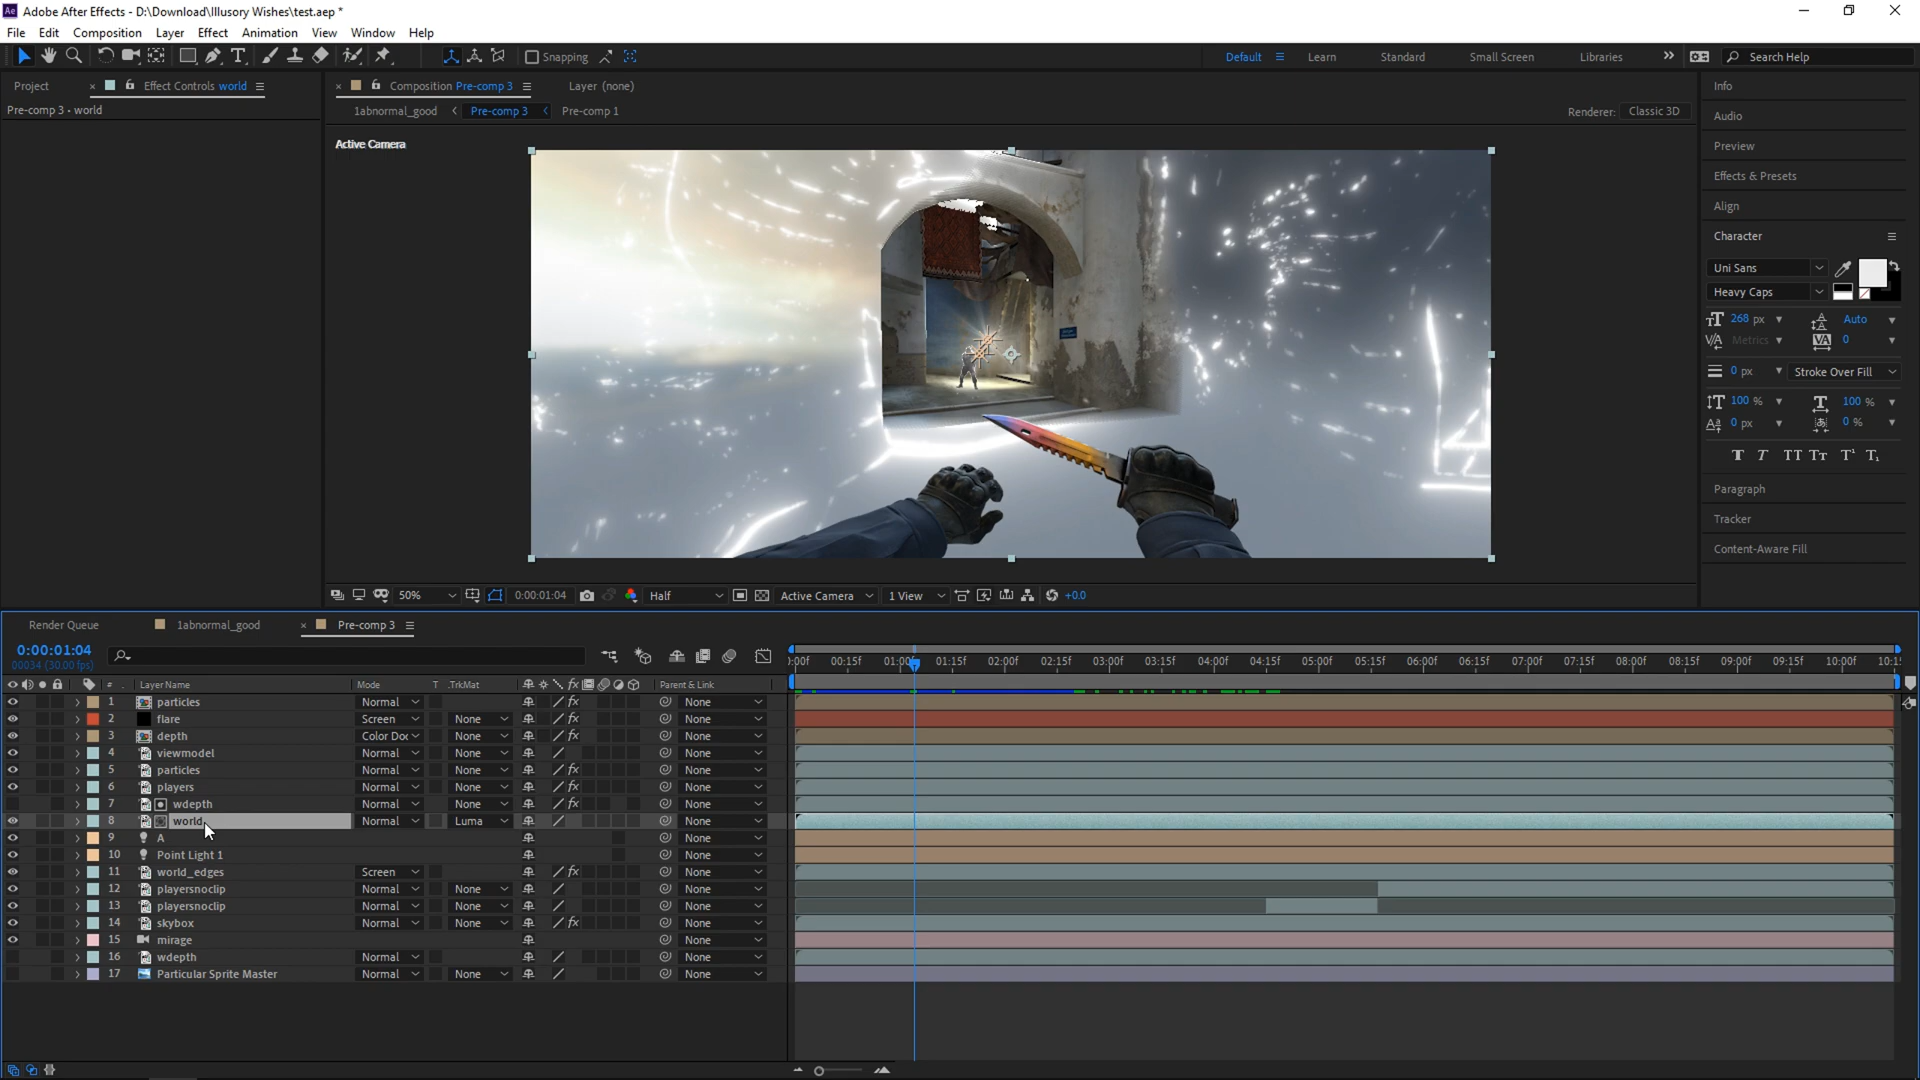 Ae Adobe After Effects - D:\Download\Illusory Wishes\test.aep *
File Edit Composition Layer Effect Animation View Window Help
Snapping Default Learn Standard Small Screen Libraries Search Help
Project Effect Controls world
Pre-comp 3 - world
Composition Pre-comp 3 Layer (none)
1abnormal_good Pre-comp 3 Pre-comp 1 Renderer: Classic 3D
Active Camera
Info
Audio
Preview
Effects & Presets
Align
Character
Uni Sans
Heavy Caps
268 px Auto
Metrics 0
0 px Stroke Over Fill
100 % 100 %
0 px 0 %
T T TT Tr T¹ T₁
Paragraph
Tracker
Content-Aware Fill
50% 0:00:01:04 Half Active Camera 1 View +0.0
Render Queue 1abnormal_good Pre-comp 3
0:00:01:04
00034 (30.00 fps)
:00f 00:15f 01:00f 01:15f 02:00f 02:15f 03:00f 03:15f 04:00f 04:15f 05:00f 05:15f 06:00f 06:15f 07:00f 07:15f 08:00f 08:15f 09:00f 09:15f 10:00f 10:1
# Layer Name Mode T .TrkMat Parent & Link
1 particles Normal None
2 flare Screen None None
3 depth Color Doc None None
4 viewmodel Normal None None
5 particles Normal None None
6 players Normal None None
7 wdepth Normal None None
8 world Normal Luma None
9 A None
10 Point Light 1 None
11 world_edges Screen None
12 playersnoclip Normal None None
13 playersnoclip Normal None None
14 skybox Normal None None
15 mirage None
16 wdepth Normal None
17 Particular Sprite Master Normal None None